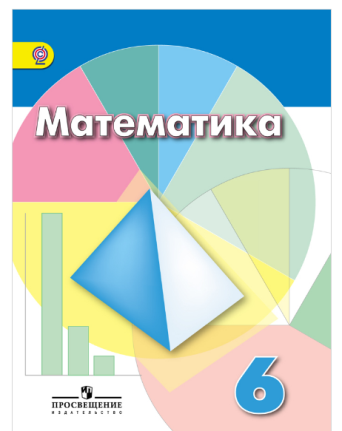 Математика
6
ПРОСВЕЩЕНИЕ
ИЗДАТЕЛЬСТВО